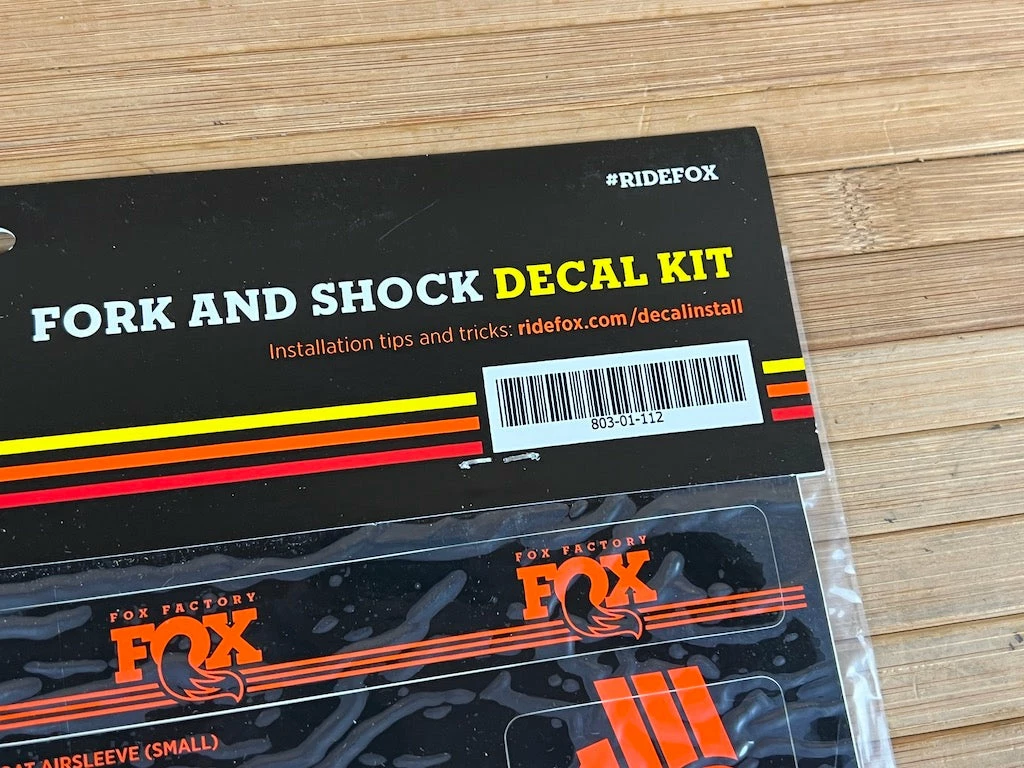 #RIDEFOX
FORK AND SHOCK DECAL KIT
Installation tips and tricks: ridefox.com/decalinstall
803-01-112
FOX FACTORY
FOX
FOX FACTORY
FOX
AIRSLEEVE (SMALL)